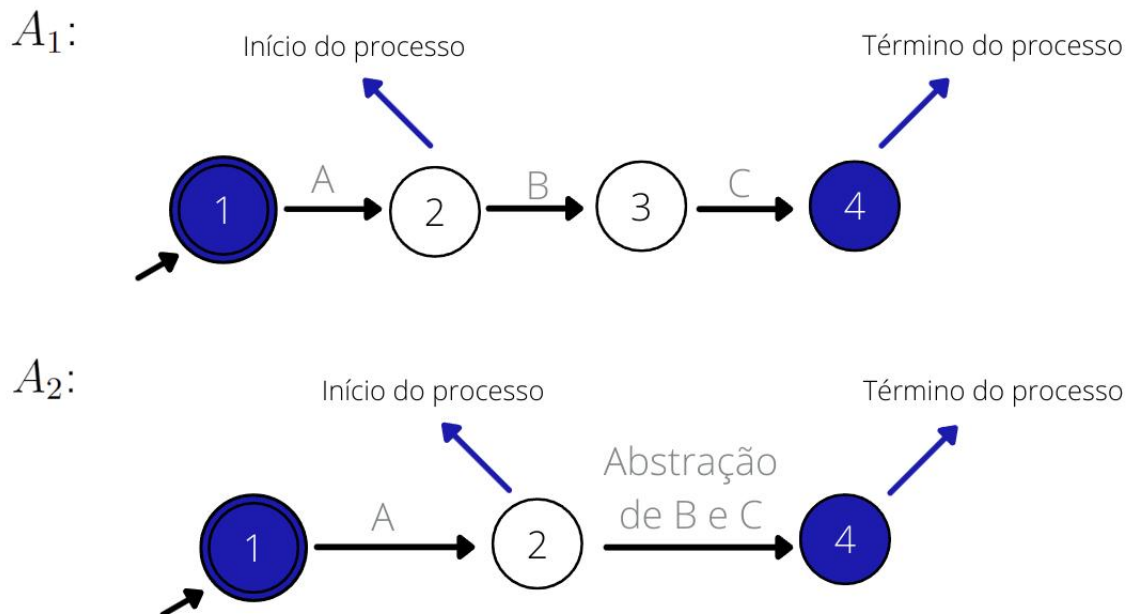 A₁:
Início do processo
Término do processo
1
A
2
B
3
C
4
A₂:
Início do processo
Término do processo
1
A
2
Abstração
de B e C
4